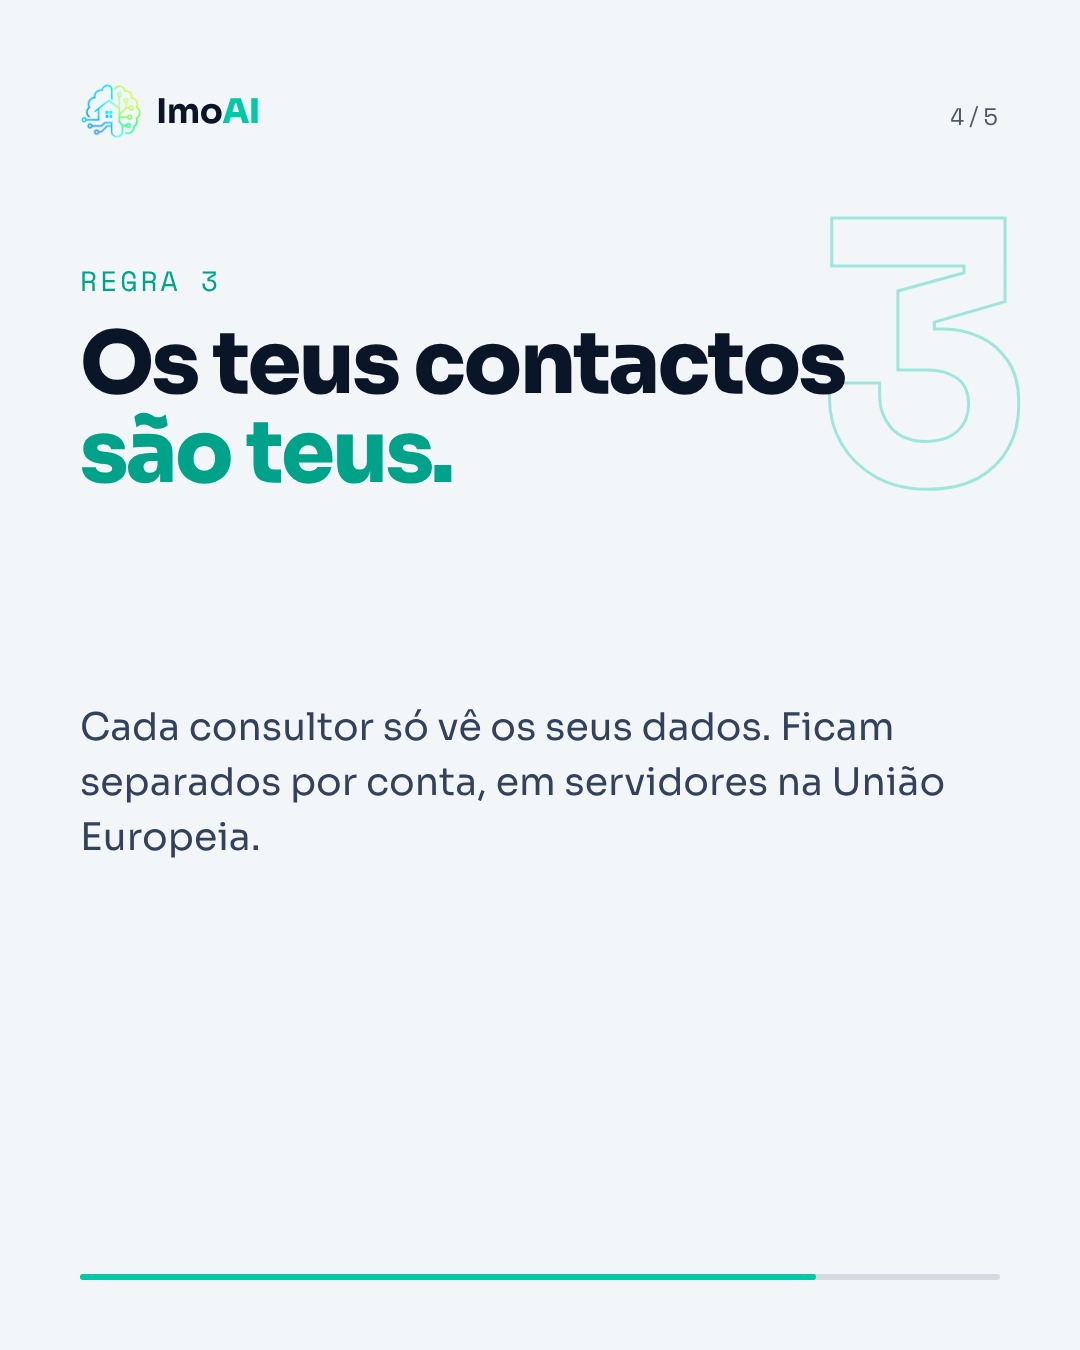 ImoAI
4/5
3
REGRA 3
Os teus contactos
são teus.
Cada consultor só vê os seus dados. Ficam
separados por conta, em servidores na União
Europeia.